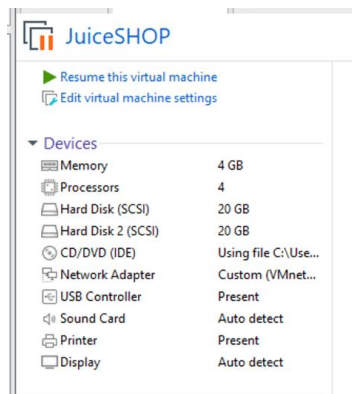 JuiceSHOP
Resume this virtual machine
Edit virtual machine settings
Devices
Memory 4 GB
Processors 4
Hard Disk (SCSI) 20 GB
Hard Disk 2 (SCSI) 20 GB
CD/DVD (IDE) Using file C:\Use...
Network Adapter Custom (VMnet...
USB Controller Present
Sound Card Auto detect
Printer Present
Display Auto detect